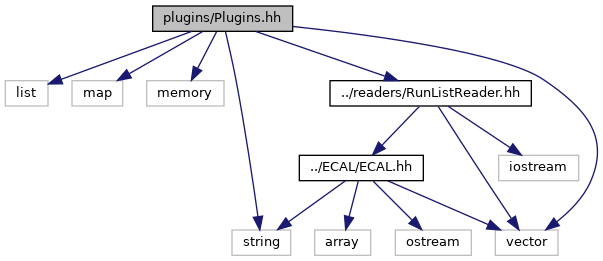 plugins/Plugins.hh
list
map
memory
../readers/RunListReader.hh
../ECAL/ECAL.hh
iostream
string
array
ostream
vector